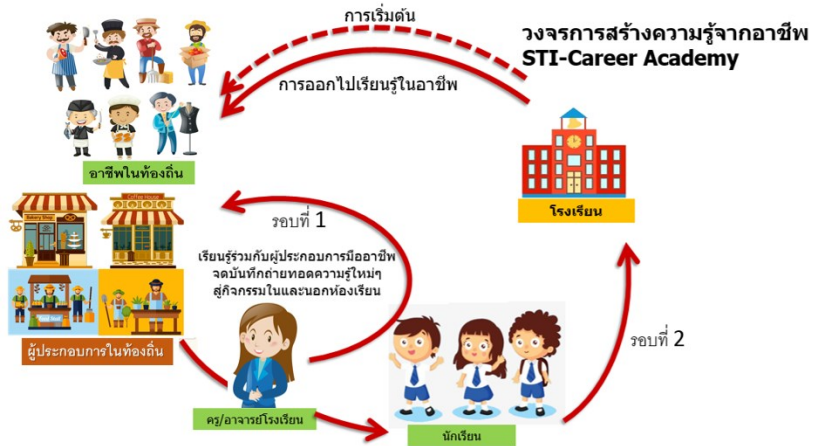 การเริ่มต้น
วงจรการสร้างความรู้จากอาชีพ
STI-Career Academy
การออกไปเรียนรู้ในอาชีพ
อาชีพในท้องถิ่น
โรงเรียน
Bakery Shop
Coffee House
รอบที่ 1
เรียนรู้ร่วมกับผู้ประกอบการมืออาชีพ
จดบันทึกถ่ายทอดความรู้ใหม่ๆ
สู่กิจกรรมในและนอกห้องเรียน
ผู้ประกอบการในท้องถิ่น
รอบที่ 2
ครู/อาจารย์โรงเรียน
นักเรียน